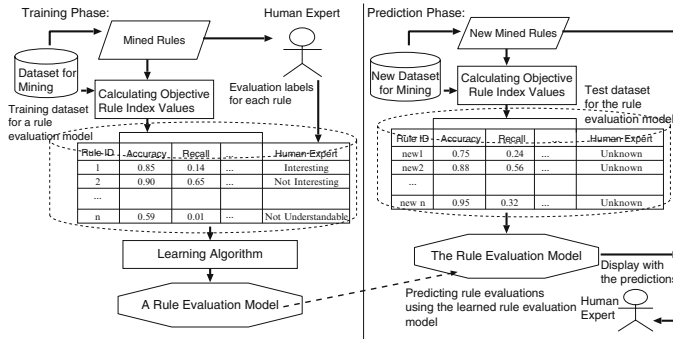 Training Phase:
Human Expert
Mined Rules
Dataset for
Mining
Calculating Objective
Rule Index Values
Evaluation labels
for each rule
Training dataset
for a rule
evaluation model
Rule ID Accuracy Recall ... Human Expert
1 0.85 0.14 ... Interesting
2 0.90 0.65 ... Not Interesting
...
n 0.59 0.01 ... Not Understandable
Learning Algorithm
A Rule Evaluation Model
Prediction Phase:
New Mined Rules
New Dataset
for Mining
Calculating Objective
Rule Index Values
Test dataset
for the rule
evaluation model
Rule ID Accuracy Recall ... Human Expert
new1 0.75 0.24 ... Unknown
new2 0.88 0.56 ... Unknown
...
new n 0.95 0.32 ... Unknown
The Rule Evaluation Model
Display with
the predictions
Predicting rule evaluations
using the learned rule evaluation
model
Human
Expert